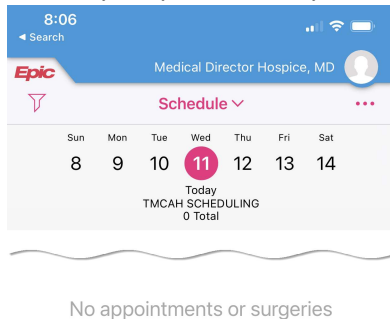 8:06
◄ Search
Epic
Medical Director Hospice, MD
Schedule
Sun Mon Tue Wed Thu Fri Sat
8 9 10 11 12 13 14
Today
TMCAH SCHEDULING
0 Total
No appointments or surgeries